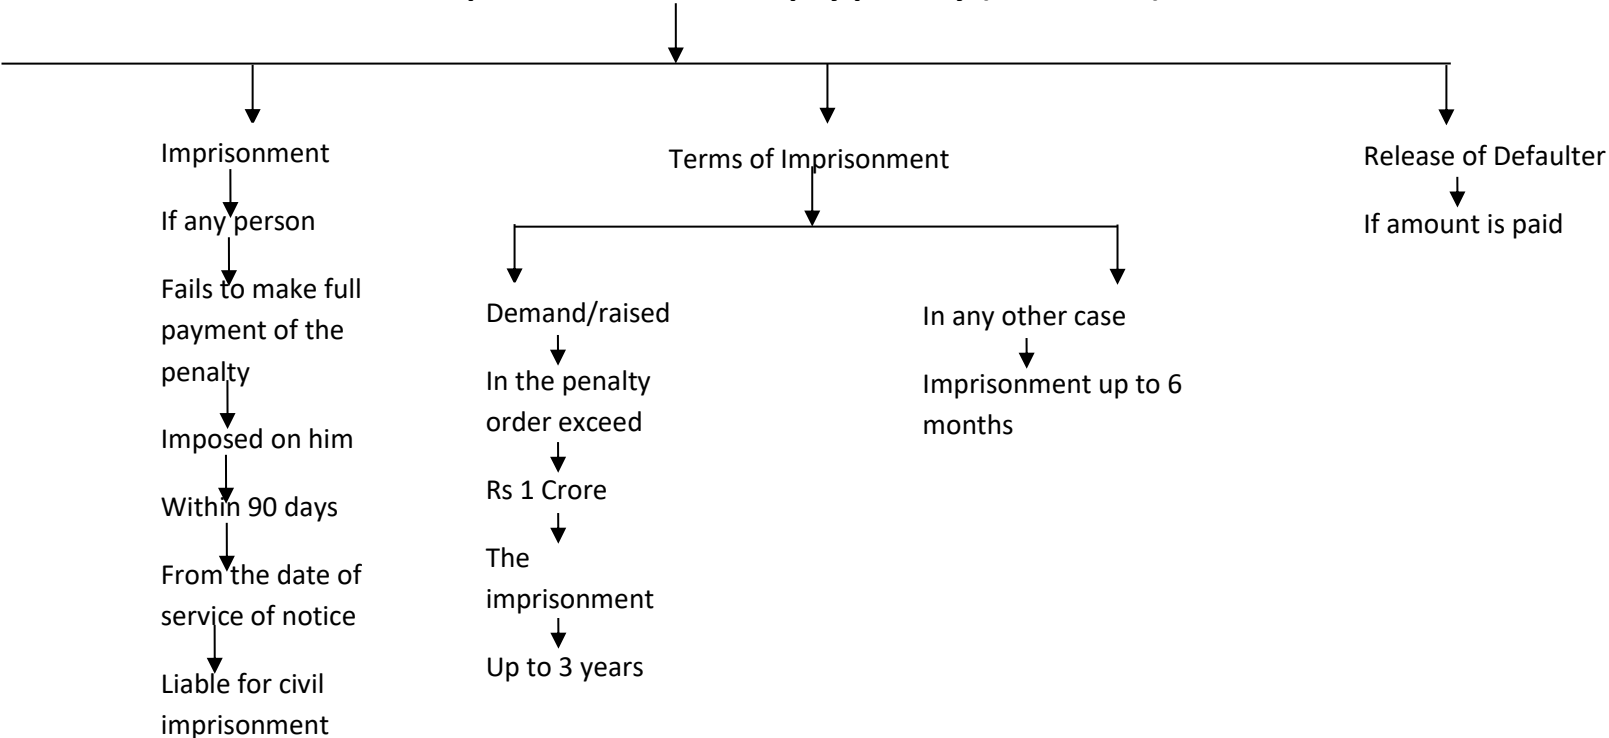 Imprisonment
If any person
Fails to make full
payment of the
penalty
Imposed on him
Within 90 days
From the date of
service of notice
Liable for civil
imprisonment
Terms of Imprisonment
Demand/raised
In the penalty
order exceed
Rs 1 Crore
The
imprisonment
Up to 3 years
In any other case
Imprisonment up to 6
months
Release of Defaulter
If amount is paid